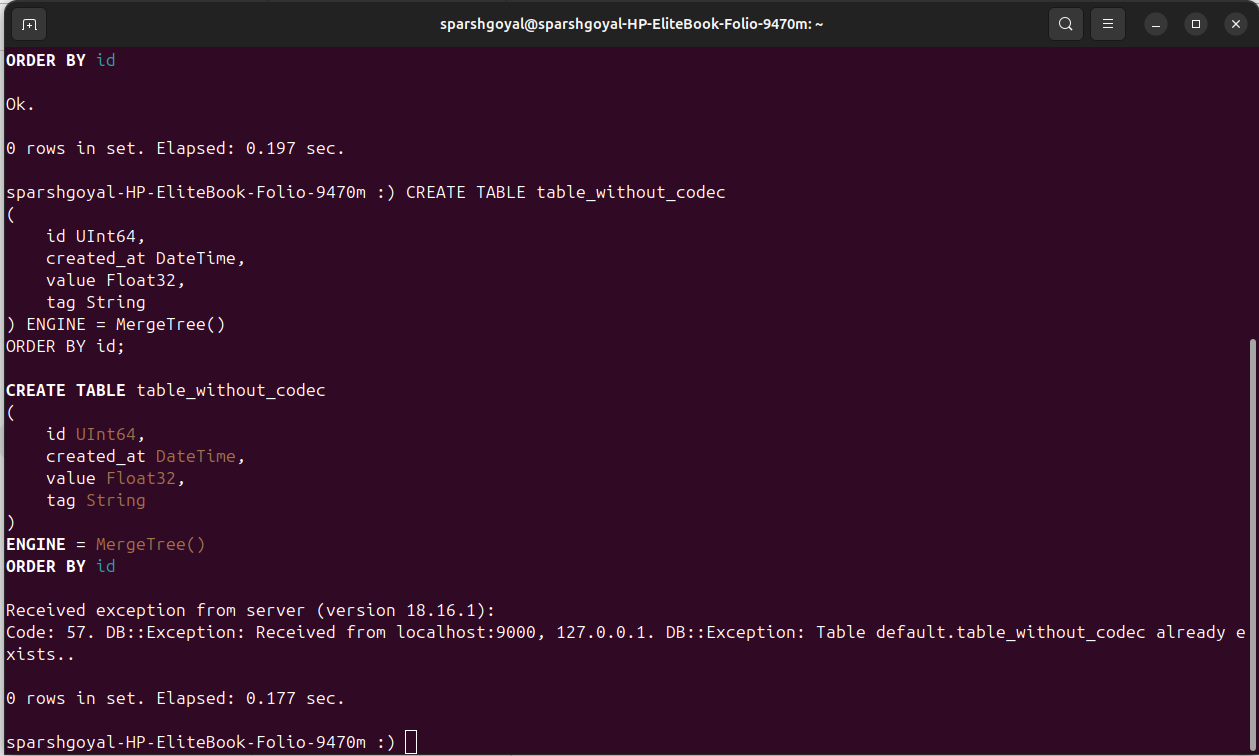 sparshgoyal@sparshgoyal-HP-EliteBook-Folio-9470m: ~
ORDER BY id
Ok.
0 rows in set. Elapsed: 0.197 sec.
sparshgoyal-HP-EliteBook-Folio-9470m :) CREATE TABLE table_without_codec
(
    id UInt64,
    created_at DateTime,
    value Float32,
    tag String
) ENGINE = MergeTree()
ORDER BY id;
CREATE TABLE table_without_codec
(
    id UInt64,
    created_at DateTime,
    value Float32,
    tag String
)
ENGINE = MergeTree()
ORDER BY id
Received exception from server (version 18.16.1):
Code: 57. DB::Exception: Received from localhost:9000, 127.0.0.1. DB::Exception: Table default.table_without_codec already e
xists..
0 rows in set. Elapsed: 0.177 sec.
sparshgoyal-HP-EliteBook-Folio-9470m :)